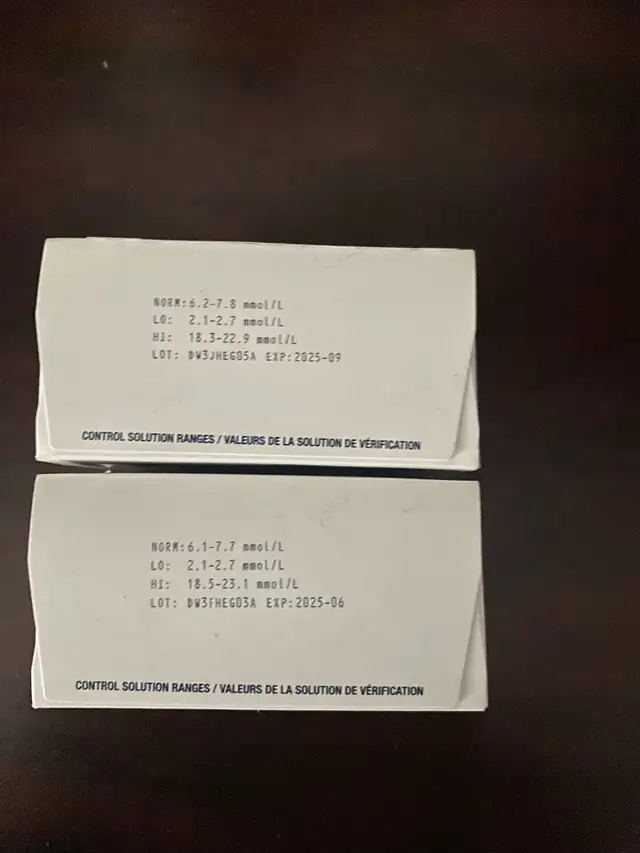 NORM:6.2-7.8 mmol/L
LO: 2.1-2.7 mmol/L
HI: 18.3-22.9 mmol/L
LOT: DW3JHEG05A EXP:2025-09
CONTROL SOLUTION RANGES / VALEURS DE LA SOLUTION DE VÉRIFICATION
NORM:6.1-7.7 mmol/L
LO: 2.1-2.7 mmol/L
HI: 18.5-23.1 mmol/L
LOT: DW3FHEG03A EXP:2025-06
CONTROL SOLUTION RANGES / VALEURS DE LA SOLUTION DE VÉRIFICATION